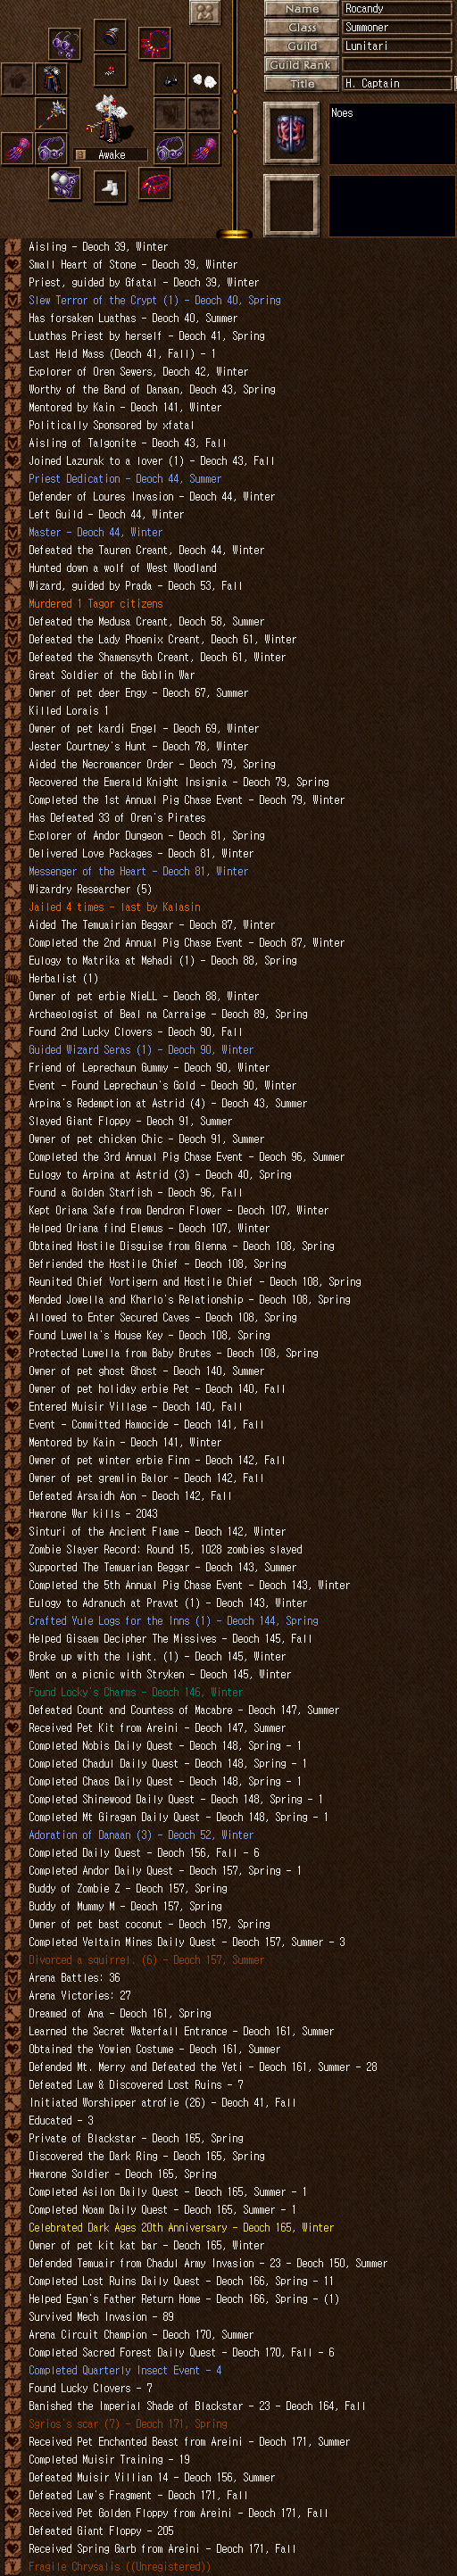 Name Rocandy
Class Summoner
Guild Lunitari
Guild Rank
Title H. Captain
Noes
Awake
Aisling - Deoch 39, Winter
Small Heart of Stone - Deoch 39, Winter
Priest, guided by Gfatal - Deoch 39, Winter
Slew Terror of the Crypt (1) - Deoch 40, Spring
Has forsaken Luathas - Deoch 40, Summer
Luathas Priest by herself - Deoch 41, Spring
Last Held Mass (Deoch 41, Fall) - 1
Explorer of Oren Sewers, Deoch 42, Winter
Worthy of the Band of Danaan, Deoch 43, Spring
Mentored by Kain - Deoch 141, Winter
Politically Sponsored by xfatal
Aisling of Talgonite - Deoch 43, Fall
Joined Lazurak to a lover (1) - Deoch 43, Fall
Priest Dedication - Deoch 44, Summer
Defender of Loures Invasion - Deoch 44, Winter
Left Guild - Deoch 44, Winter
Master - Deoch 44, Winter
Defeated the Tauren Creant, Deoch 44, Winter
Hunted down a wolf of West Woodland
Wizard, guided by Prada - Deoch 53, Fall
Murdered 1 Tagor citizens
Defeated the Medusa Creant, Deoch 58, Summer
Defeated the Lady Phoenix Creant, Deoch 61, Winter
Defeated the Shamensyth Creant, Deoch 61, Winter
Great Soldier of the Goblin War
Owner of pet deer Engy - Deoch 67, Summer
Killed Lorais 1
Owner of pet kardi Engel - Deoch 69, Winter
Jester Courtney's Hunt - Deoch 78, Winter
Aided the Necromancer Order - Deoch 79, Spring
Recovered the Emerald Knight Insignia - Deoch 79, Spring
Completed the 1st Annual Pig Chase Event - Deoch 79, Winter
Has Defeated 33 of Oren's Pirates
Explorer of Andor Dungeon - Deoch 81, Spring
Delivered Love Packages - Deoch 81, Winter
Messenger of the Heart - Deoch 81, Winter
Wizardry Researcher (5)
Jailed 4 times - last by Kalasin
Aided The Temuairian Beggar - Deoch 87, Winter
Completed the 2nd Annual Pig Chase Event - Deoch 87, Winter
Eulogy to Matrika at Mehadi (1) - Deoch 88, Spring
Herbalist (1)
Owner of pet erbie NieLL - Deoch 88, Winter
Archaeologist of Beal na Carraige - Deoch 89, Spring
Found 2nd Lucky Clovers - Deoch 90, Fall
Guided Wizard Seras (1) - Deoch 90, Winter
Friend of Leprechaun Gummy - Deoch 90, Winter
Event - Found Leprechaun's Gold - Deoch 90, Winter
Arpina's Redemption at Astrid (4) - Deoch 43, Summer
Slayed Giant Floppy - Deoch 91, Summer
Owner of pet chicken Chic - Deoch 91, Summer
Completed the 3rd Annual Pig Chase Event - Deoch 96, Summer
Eulogy to Arpina at Astrid (3) - Deoch 40, Spring
Found a Golden Starfish - Deoch 96, Fall
Kept Oriana Safe from Dendron Flower - Deoch 107, Winter
Helped Oriana find Elemus - Deoch 107, Winter
Obtained Hostile Disguise from Glenna - Deoch 108, Spring
Befriended the Hostile Chief - Deoch 108, Spring
Reunited Chief Vortigern and Hostile Chief - Deoch 108, Spring
Mended Jowella and Kharlo's Relationship - Deoch 108, Spring
Allowed to Enter Secured Caves - Deoch 108, Spring
Found Luwella's House Key - Deoch 108, Spring
Protected Luwella from Baby Brutes - Deoch 108, Spring
Owner of pet ghost Ghost - Deoch 140, Summer
Owner of pet holiday erbie Pet - Deoch 140, Fall
Entered Muisir Village - Deoch 140, Fall
Event - Committed Hamocide - Deoch 141, Fall
Mentored by Kain - Deoch 141, Winter
Owner of pet winter erbie Finn - Deoch 142, Fall
Owner of pet gremlin Balor - Deoch 142, Fall
Defeated Arsaidh Aon - Deoch 142, Fall
Hwarone War kills - 2043
Sinturi of the Ancient Flame - Deoch 142, Winter
Zombie Slayer Record: Round 15, 1028 zombies slayed
Supported The Temuarian Beggar - Deoch 143, Summer
Completed the 5th Annual Pig Chase Event - Deoch 143, Winter
Eulogy to Adranuch at Pravat (1) - Deoch 143, Winter
Crafted Yule Logs for the Inns (1) - Deoch 144, Spring
Helped Gisaem Decipher The Missives - Deoch 145, Fall
Broke up with the light. (1) - Deoch 145, Winter
Went on a picnic with Stryken - Deoch 145, Winter
Found Locky's Charms - Deoch 146, Winter
Defeated Count and Countess of Macabre - Deoch 147, Summer
Received Pet Kit from Areini - Deoch 147, Summer
Completed Nobis Daily Quest - Deoch 148, Spring - 1
Completed Chadul Daily Quest - Deoch 148, Spring - 1
Completed Chaos Daily Quest - Deoch 148, Spring - 1
Completed Shinewood Daily Quest - Deoch 148, Spring - 1
Completed Mt Giragan Daily Quest - Deoch 148, Spring - 1
Adoration of Danaan (3) - Deoch 52, Winter
Completed Daily Quest - Deoch 156, Fall - 6
Completed Andor Daily Quest - Deoch 157, Spring - 1
Buddy of Zombie Z - Deoch 157, Spring
Buddy of Mummy M - Deoch 157, Spring
Owner of pet bast coconut - Deoch 157, Spring
Completed Veltain Mines Daily Quest - Deoch 157, Summer - 3
Divorced a squirrel. (6) - Deoch 157, Summer
Arena Battles: 36
Arena Victories: 27
Dreamed of Ana - Deoch 161, Spring
Learned the Secret Waterfall Entrance - Deoch 161, Summer
Obtained the Yowien Costume - Deoch 161, Summer
Defended Mt. Merry and Defeated the Yeti - Deoch 161, Summer - 28
Defeated Law & Discovered Lost Ruins - 7
Initiated Worshipper atrofie (26) - Deoch 41, Fall
Educated - 3
Private of Blackstar - Deoch 165, Spring
Discovered the Dark Ring - Deoch 165, Spring
Hwarone Soldier - Deoch 165, Spring
Completed Asilon Daily Quest - Deoch 165, Summer - 1
Completed Noam Daily Quest - Deoch 165, Summer - 1
Celebrated Dark Ages 20th Anniversary - Deoch 165, Winter
Owner of pet kit kat bar - Deoch 165, Winter
Defended Temuair from Chadul Army Invasion - 23 - Deoch 150, Summer
Completed Lost Ruins Daily Quest - Deoch 166, Spring - 11
Helped Egan's Father Return Home - Deoch 166, Spring - (1)
Survived Mech Invasion - 89
Arena Circuit Champion - Deoch 170, Summer
Completed Sacred Forest Daily Quest - Deoch 170, Fall - 6
Completed Quarterly Insect Event - 4
Found Lucky Clovers - 7
Banished the Imperial Shade of Blackstar - 23 - Deoch 164, Fall
Sgrios's scar (7) - Deoch 171, Spring
Received Pet Enchanted Beast from Areini - Deoch 171, Summer
Completed Muisir Training - 19
Defeated Muisir Villian 14 - Deoch 156, Summer
Defeated Law's Fragment - Deoch 171, Fall
Received Pet Golden Floppy from Areini - Deoch 171, Fall
Defeated Giant Floppy - 205
Received Spring Garb from Areini - Deoch 171, Fall
Fragile Chrysalis ((Unregistered))